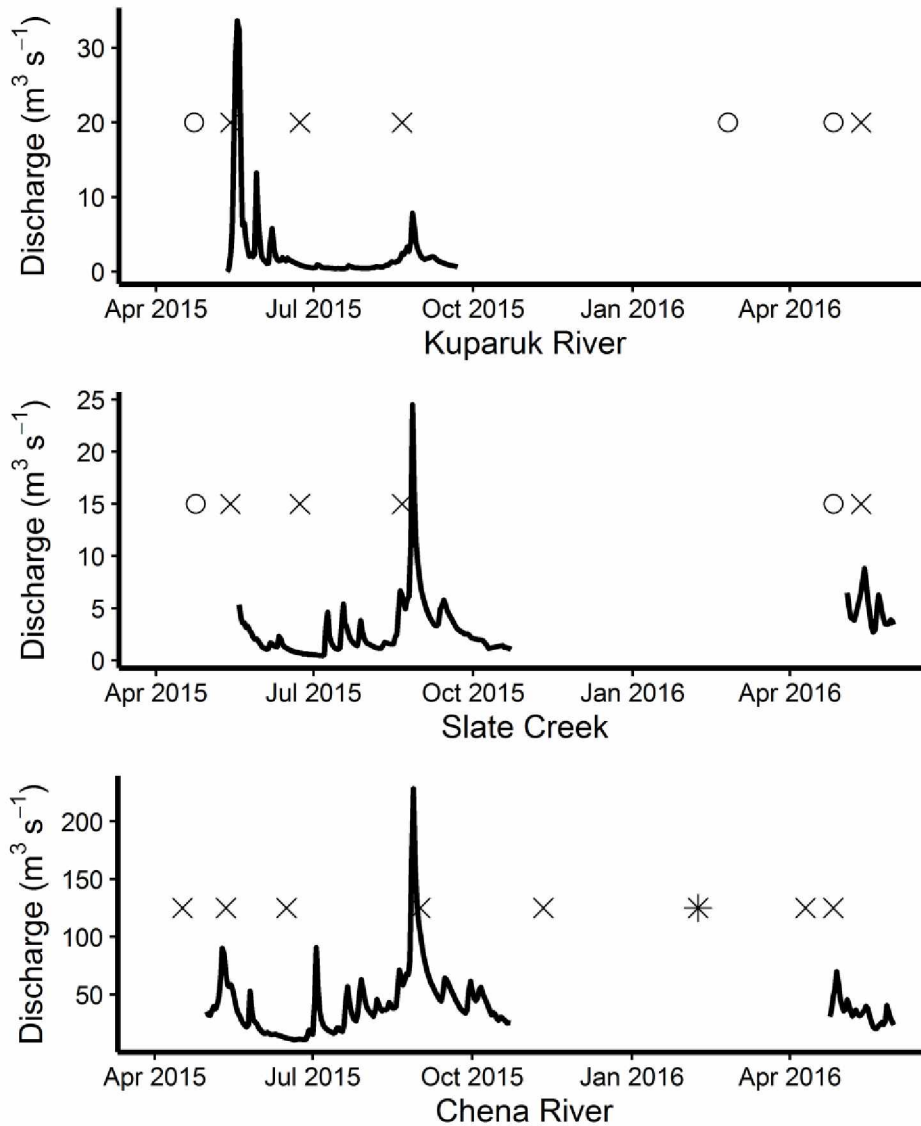 Discharge (m³ s⁻¹)
30
20
10
0
Apr 2015 Jul 2015 Oct 2015 Jan 2016 Apr 2016
Kuparuk River
Discharge (m³ s⁻¹)
25
20
15
10
5
0
Apr 2015 Jul 2015 Oct 2015 Jan 2016 Apr 2016
Slate Creek
Discharge (m³ s⁻¹)
200
150
100
50
Apr 2015 Jul 2015 Oct 2015 Jan 2016 Apr 2016
Chena River